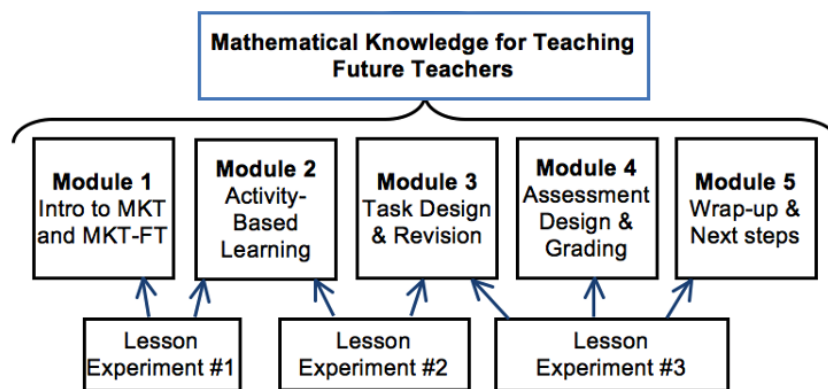 Mathematical Knowledge for Teaching
Future Teachers
Module 1
Intro to MKT
and MKT-FT
Module 2
Activity-
Based
Learning
Module 3
Task Design
& Revision
Module 4
Assessment
Design &
Grading
Module 5
Wrap-up &
Next steps
Lesson
Experiment #1
Lesson
Experiment #2
Lesson
Experiment #3